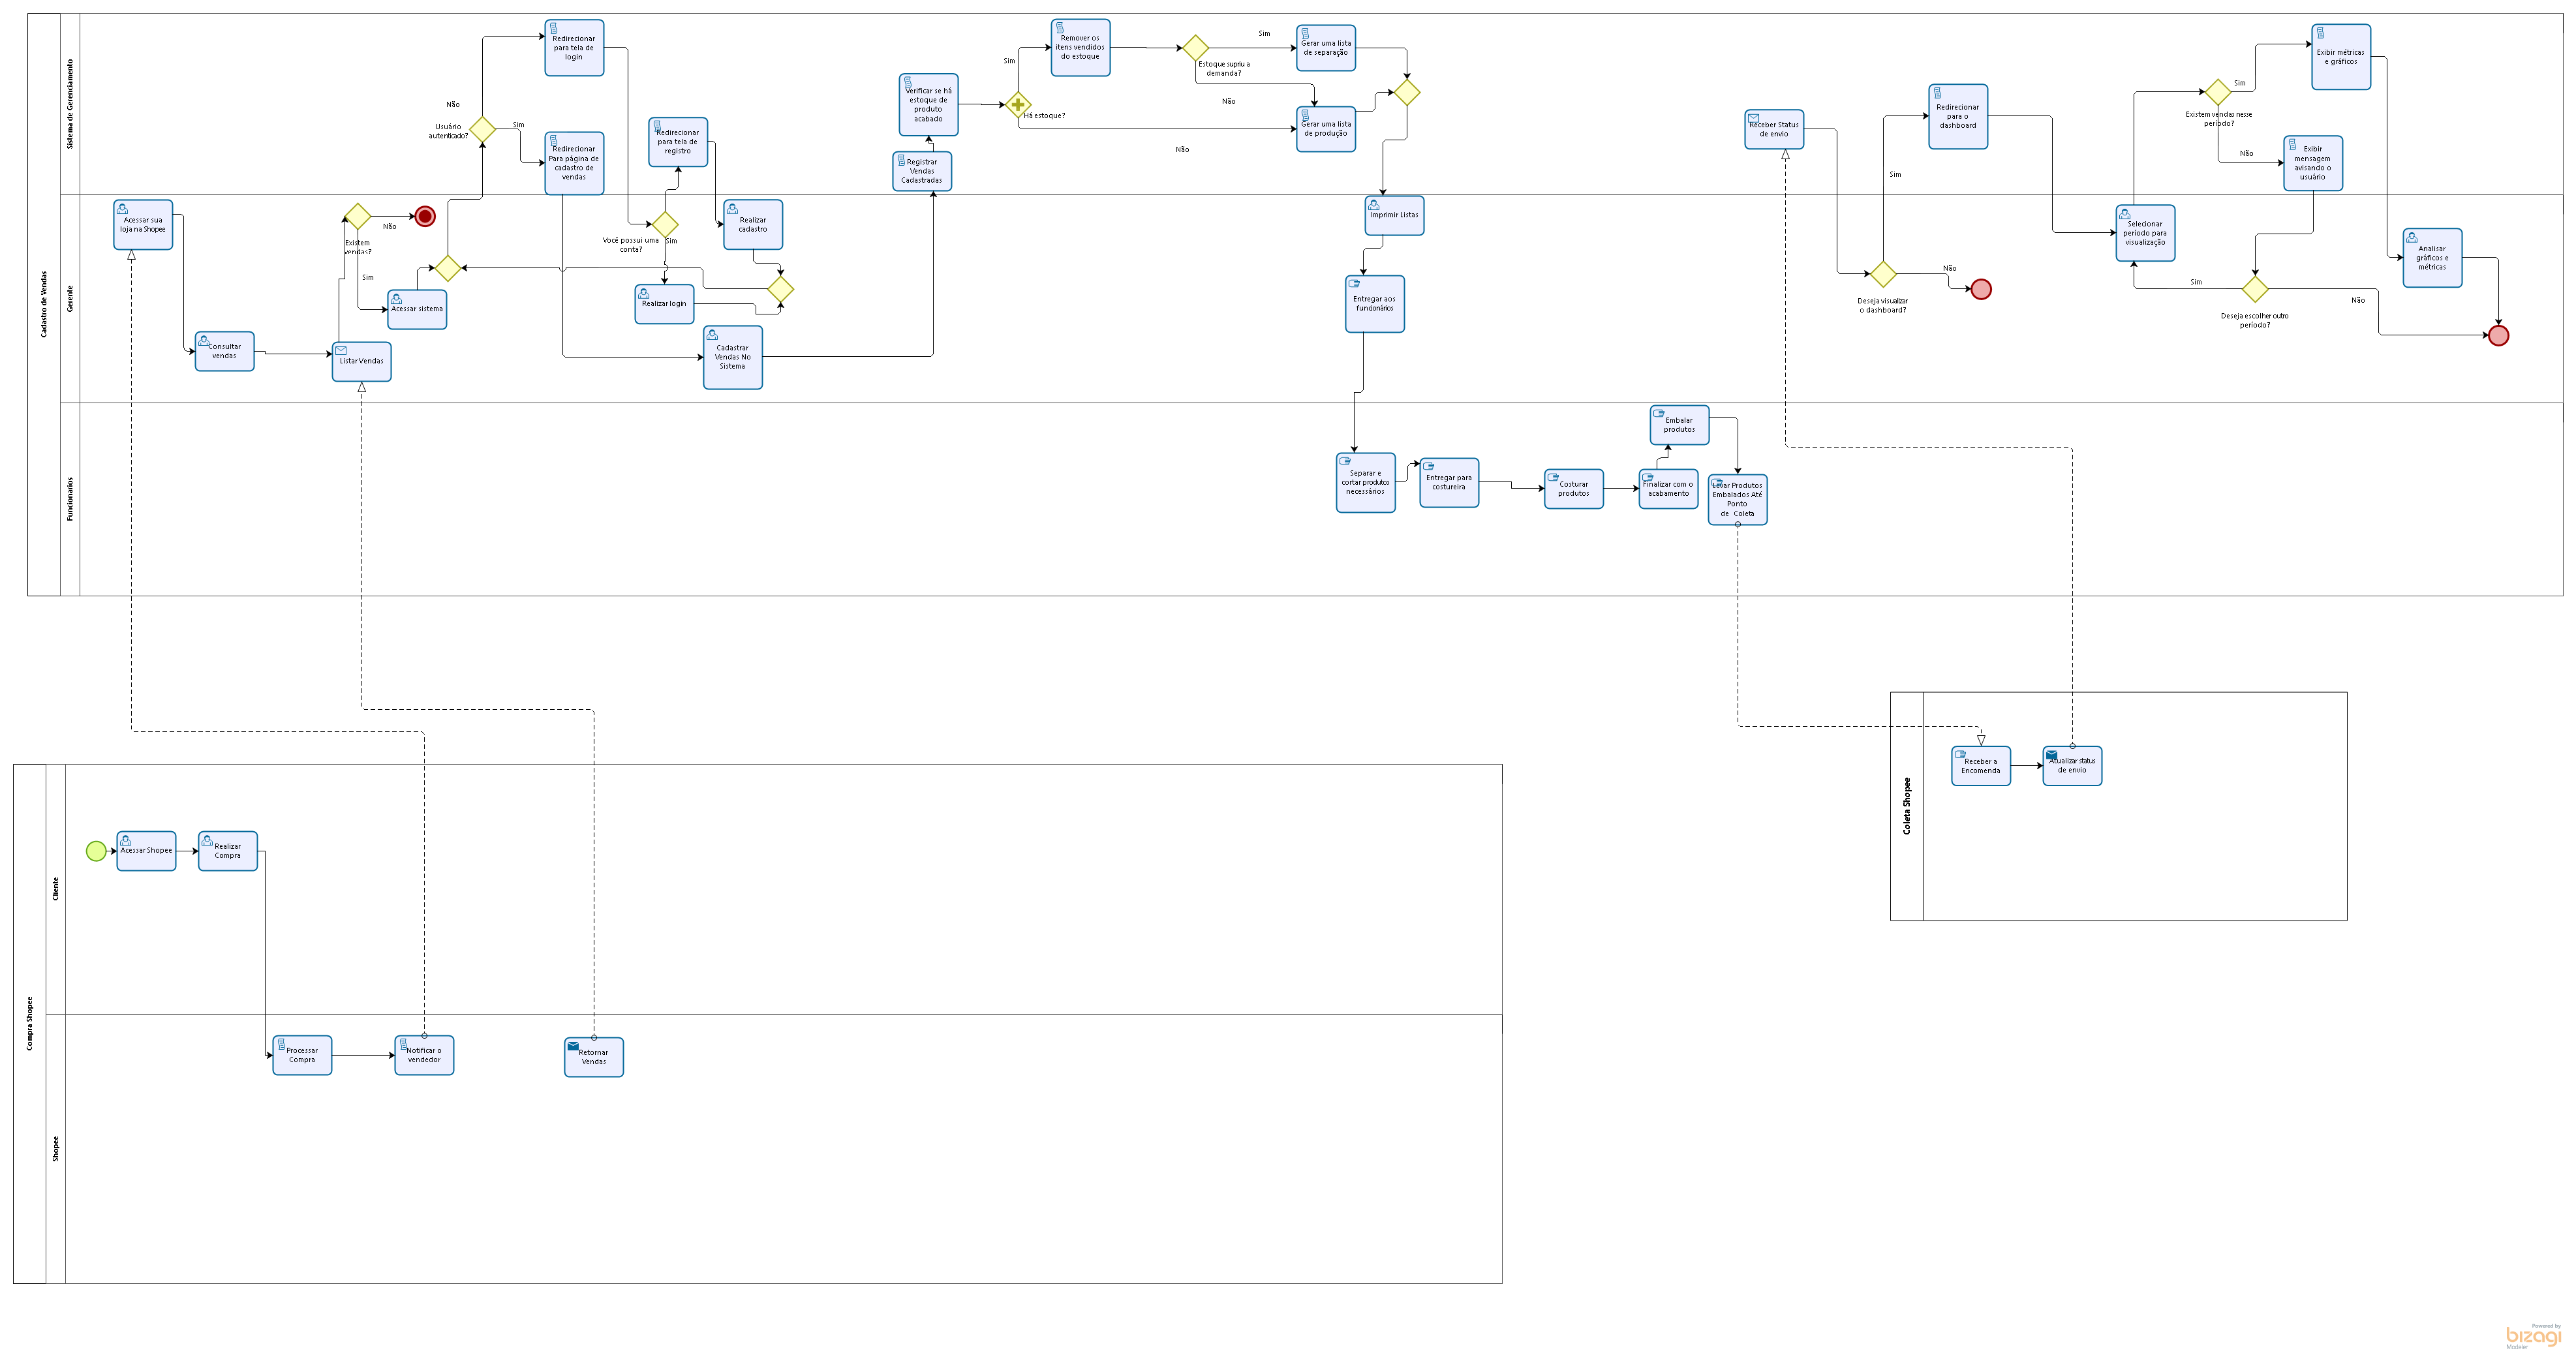 Cadastro de Vendas
Sistema de Gerenciamento
Redirecionar
para tela de
login
Não
Usuário
autenticado?
Sim
Redirecionar
Para página de
cadastro de
vendas
Redirecionar
para tela de
registro
Verificar se há
estoque de
produto
acabado
Registrar
Vendas
Cadastradas
Sim
Há estoque?
Não
Remover os
itens vendidos
do estoque
Estoque supriu a
demanda?
Sim
Não
Gerar uma lista
de separação
Gerar uma lista
de produção
Receber Status
de envio
Sim
Redirecionar
para o
dashboard
Existem vendas nesse
período?
Sim
Não
Exibir métricas
e gráficos
Exibir
mensagem
avisando o
usuário
Gerente
Acessar sua
loja na Shopee
Consultar
vendas
Listar Vendas
Existem
vendas?
Não
Sim
Acessar sistema
Você possui uma
conta?
Sim
Realizar
cadastro
Realizar login
Cadastrar
Vendas No
Sistema
Imprimir Listas
Entregar aos
funcionários
Deseja visualizar
o dashboard?
Não
Selecionar
período para
visualização
Sim
Deseja escolher outro
período?
Não
Analisar
gráficos e
métricas
Funcionarios
Separar e
cortar produtos
necessários
Entregar para
costureira
Costurar
produtos
Finalizar com o
acabamento
Embalar
produtos
Levar Produtos
Embalados Até
Ponto
de Coleta
Coleta Shopee
Receber a
Encomenda
Atualizar status
de envio
Compra Shopee
Cliente
Acessar Shopee
Realizar
Compra
Shopee
Processar
Compra
Notificar o
vendedor
Retornar
Vendas
Powered by
bizagi
Modeler